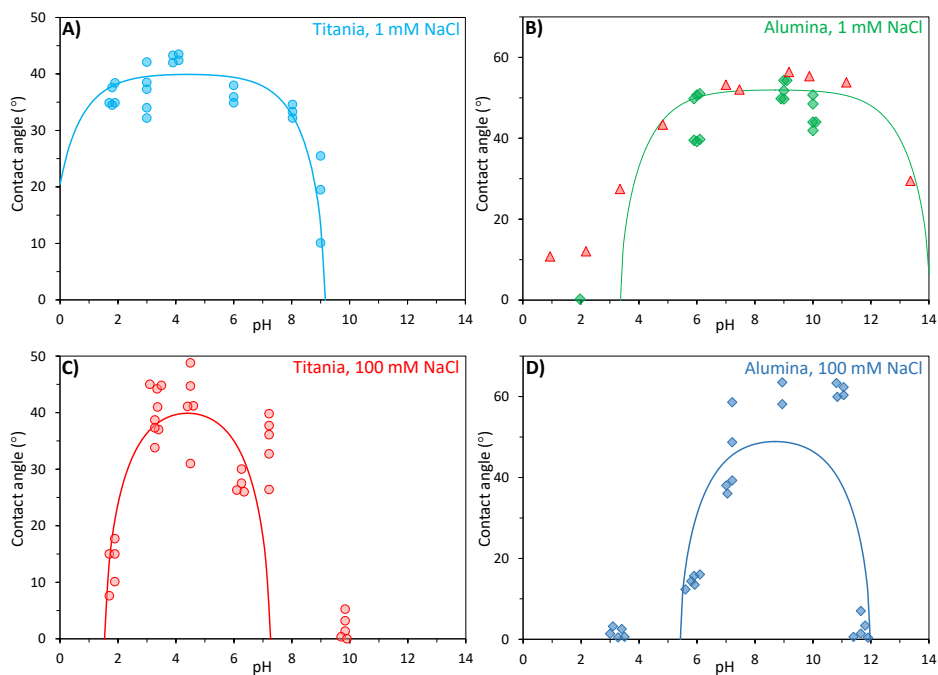 A)
Titania, 1 mM NaCl
Contact angle (°)
50
40
30
20
10
0
0 2 4 6 8 10 12 14
pH
B)
Alumina, 1 mM NaCl
Contact angle (°)
60
40
20
0
0 2 4 6 8 10 12 14
pH
C)
Titania, 100 mM NaCl
Contact angle (°)
50
40
30
20
10
0
0 2 4 6 8 10 12 14
pH
D)
Alumina, 100 mM NaCl
Contact angle (°)
60
40
20
0
0 2 4 6 8 10 12 14
pH